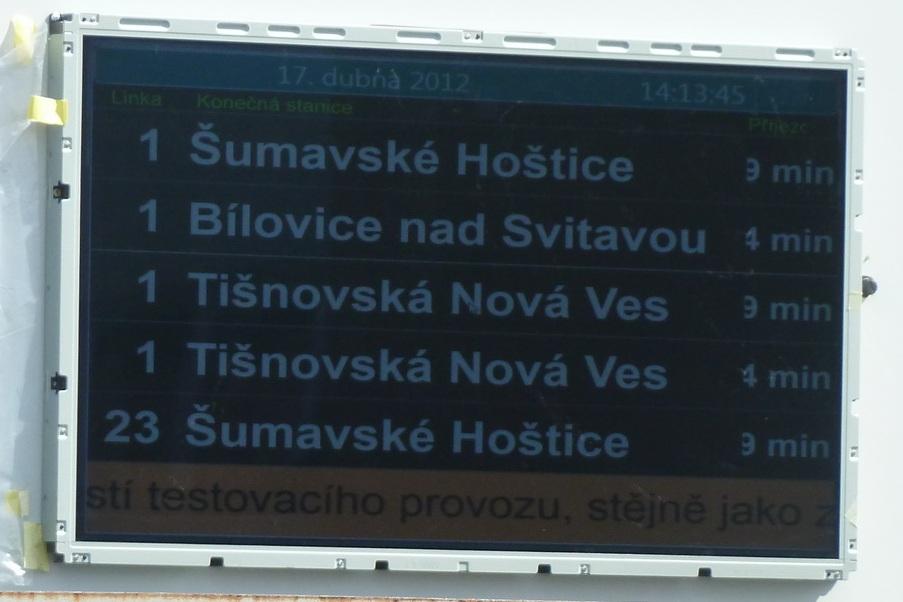 17. dubna 2012 14:13:45
Linka Konečná stanice Příjezd
1 Šumavské Hoštice 9 min
1 Bílovice nad Svitavou 4 min
1 Tišnovská Nová Ves 9 min
1 Tišnovská Nová Ves 4 min
23 Šumavské Hoštice 9 min
stí testovacího provozu, stějně jako z